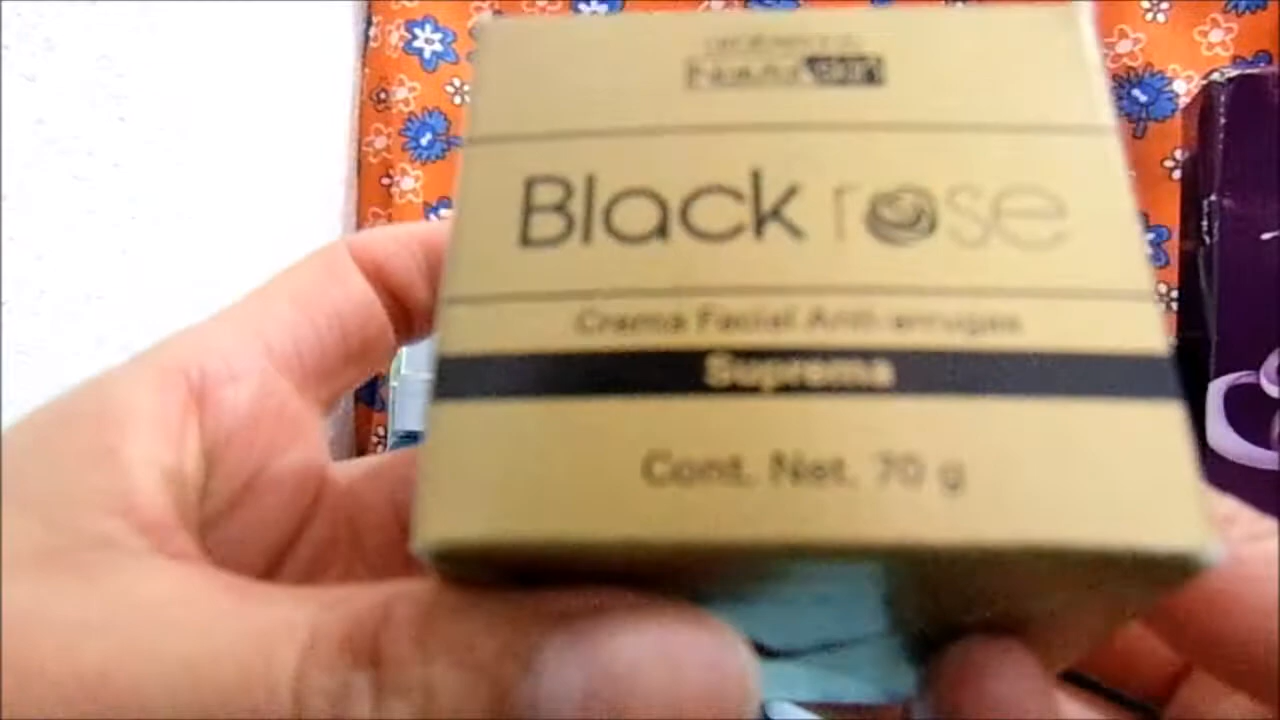 Black rose
Crema Facial Anti-arrugas
Suprema
Cont. Net. 70 g